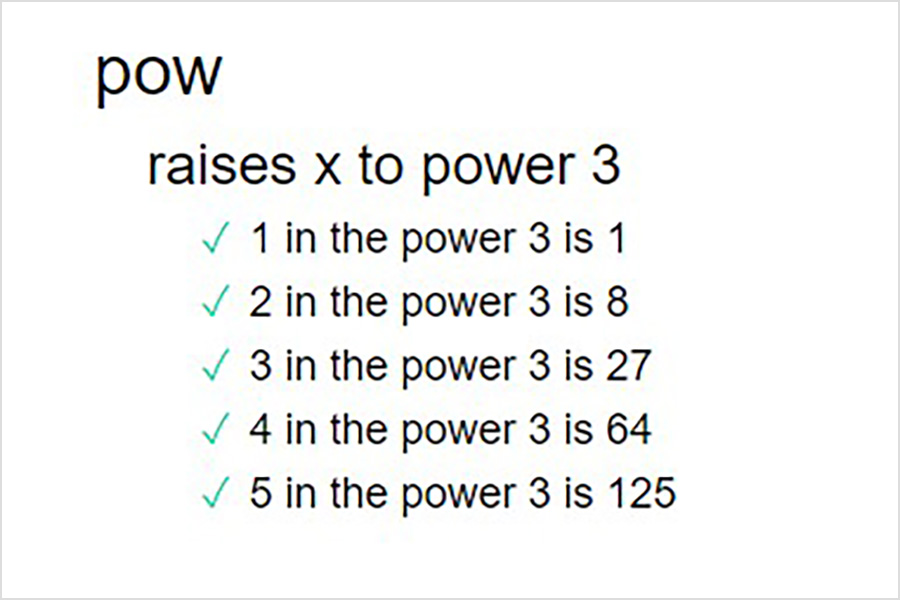 pow
raises x to power 3
✓ 1 in the power 3 is 1
✓ 2 in the power 3 is 8
✓ 3 in the power 3 is 27
✓ 4 in the power 3 is 64
✓ 5 in the power 3 is 125